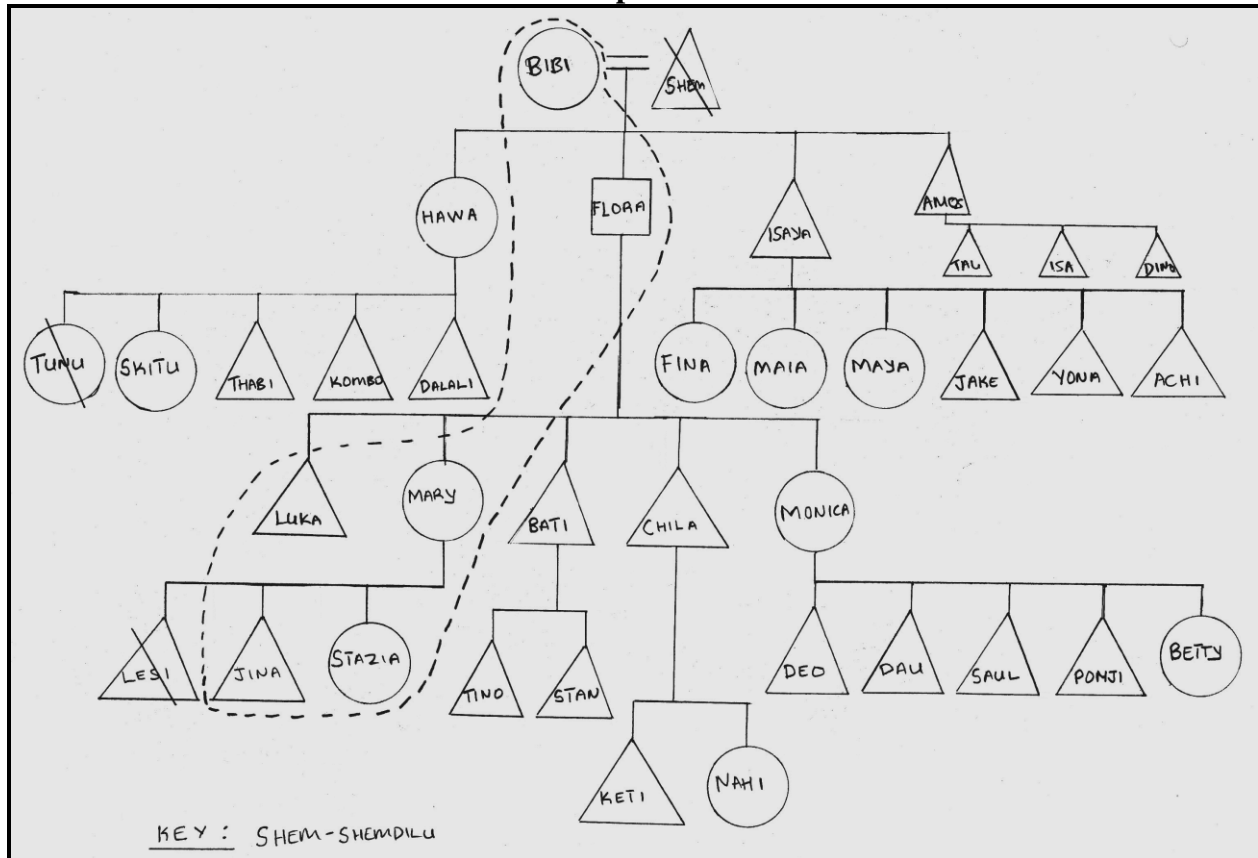 BIBI
SHEM
HAWA
FLORA
ISAYA
AMOS
TAL
ISA
DINO
TUNU
SKITU
THABI
KOMBO
DALALI
FINA
MAIA
MAYA
JAKE
YONA
ACHI
LUKA
MARY
BATI
CHILA
MONICA
LESI
JINA
STAZIA
TINO
STAN
DEO
DAU
SAUL
PONJI
BETTY
KETI
NAHI
KEY: SHEM-SHEMDILU